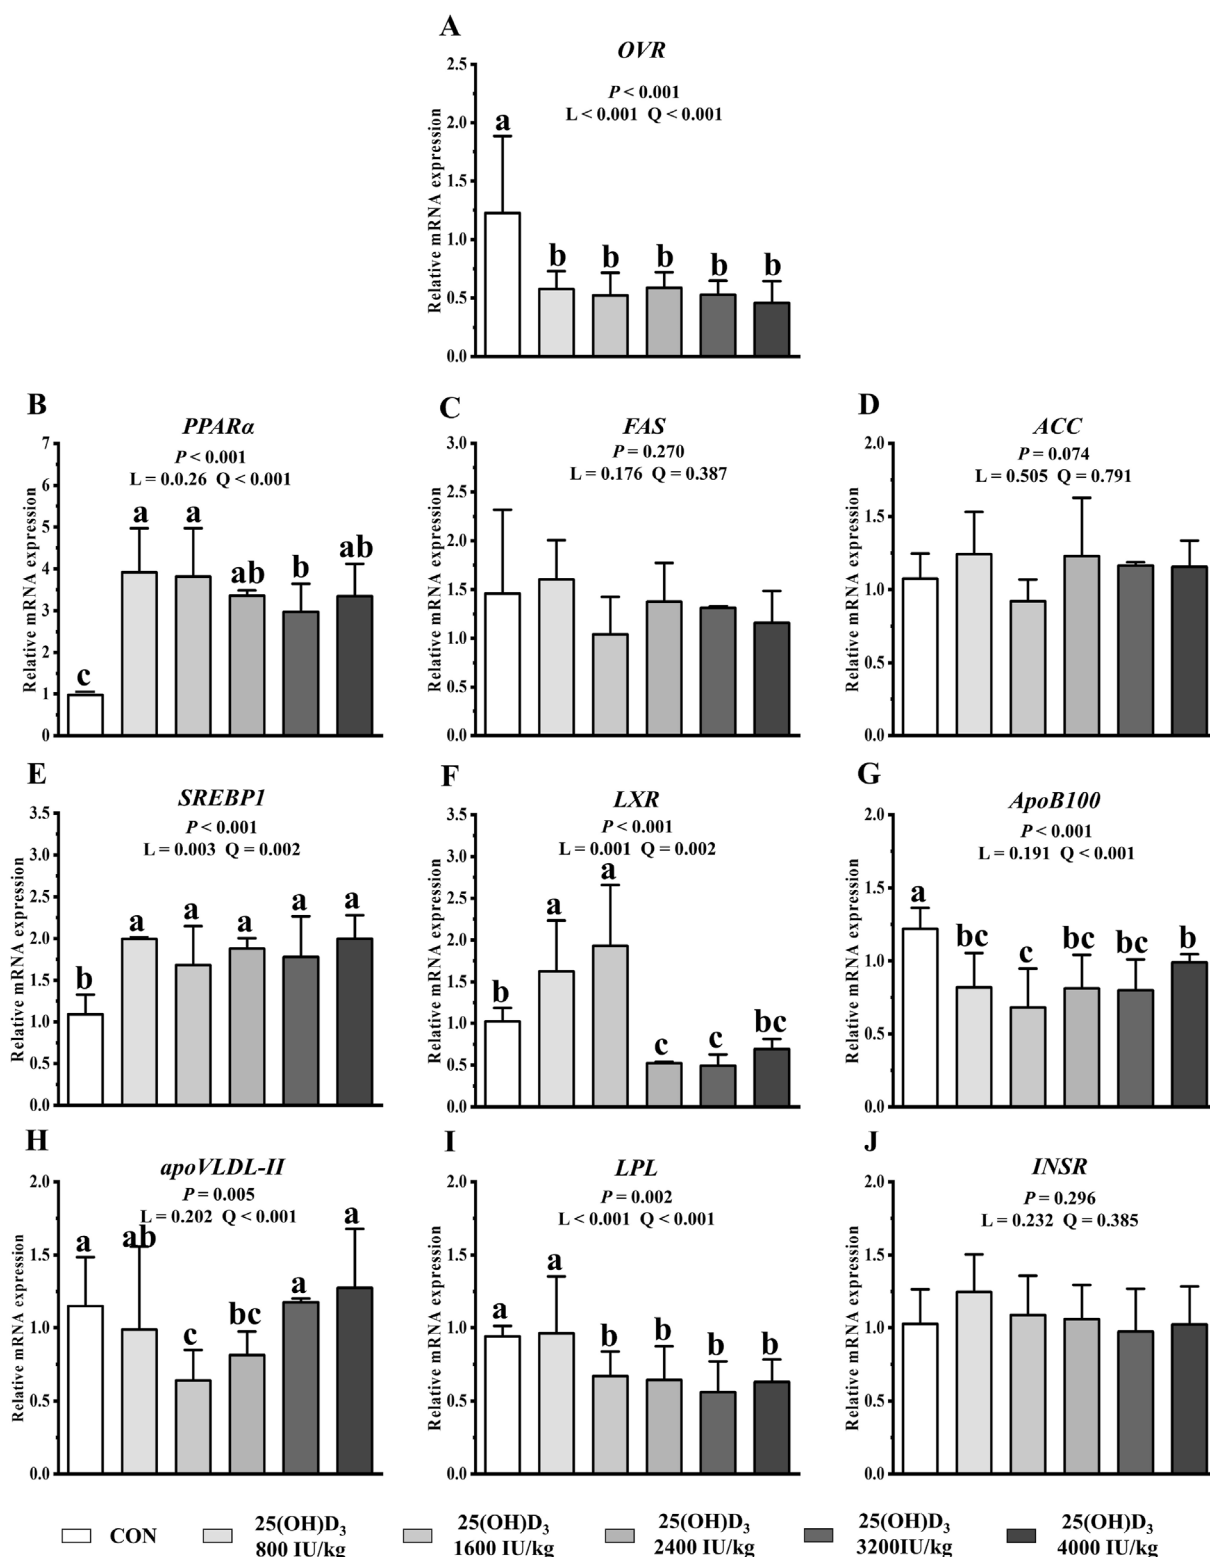 A
OVR
P < 0.001
L < 0.001 Q < 0.001
Relative mRNA expression
2.5
2.0
1.5
1.0
0.5
0.0
a
b
b
b
b
b
B
PPARα
P < 0.001
L = 0.0.26 Q < 0.001
Relative mRNA expression
7
6
5
4
3
2
1
0
c
a
a
ab
b
ab
C
FAS
P = 0.270
L = 0.176 Q = 0.387
Relative mRNA expression
3.0
2.5
2.0
1.5
1.0
0.5
0.0
D
ACC
P = 0.074
L = 0.505 Q = 0.791
Relative mRNA expression
2.0
1.5
1.0
0.5
0.0
E
SREBP1
P < 0.001
L = 0.003 Q = 0.002
Relative mRNA expression
3.5
3.0
2.5
2.0
1.5
1.0
0.5
0.0
b
a
a
a
a
a
F
LXR
P < 0.001
L = 0.001 Q = 0.002
Relative mRNA expression
3.5
3.0
2.5
2.0
1.5
1.0
0.5
0.0
b
a
a
c
c
bc
G
ApoB100
P < 0.001
L = 0.191 Q < 0.001
Relative mRNA expression
2.0
1.5
1.0
0.5
0.0
a
bc
c
bc
bc
b
H
apoVLDL-II
P = 0.005
L = 0.202 Q < 0.001
Relative mRNA expression
2.0
1.5
1.0
0.5
0.0
a
ab
c
bc
a
a
I
LPL
P = 0.002
L < 0.001 Q < 0.001
Relative mRNA expression
2.0
1.5
1.0
0.5
0.0
a
a
b
b
b
b
J
INSR
P = 0.296
L = 0.232 Q = 0.385
Relative mRNA expression
2.0
1.5
1.0
0.5
0.0
CON
25(OH)D₃
800 IU/kg
25(OH)D₃
1600 IU/kg
25(OH)D₃
2400 IU/kg
25(OH)D₃
3200IU/kg
25(OH)D₃
4000 IU/kg